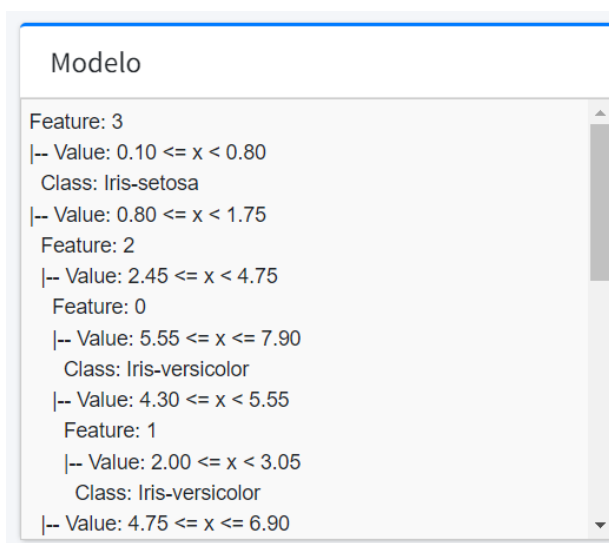 Modelo
Feature: 3
|-- Value: 0.10 <= x < 0.80
Class: Iris-setosa
|-- Value: 0.80 <= x < 1.75
Feature: 2
|-- Value: 2.45 <= x < 4.75
Feature: 0
|-- Value: 5.55 <= x <= 7.90
Class: Iris-versicolor
|-- Value: 4.30 <= x < 5.55
Feature: 1
|-- Value: 2.00 <= x < 3.05
Class: Iris-versicolor
|-- Value: 4.75 <= x <= 6.90